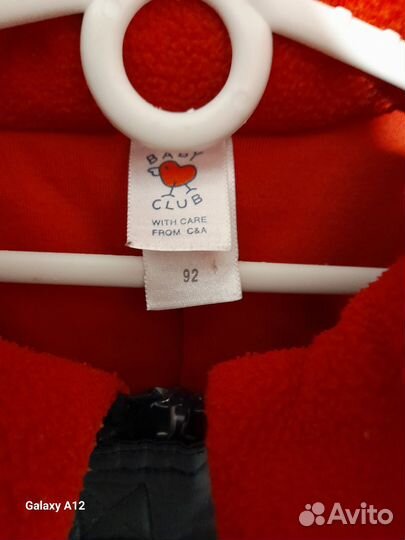 BABY
CLUB
WITH CARE
FROM C&A
92
Galaxy A12
Avito